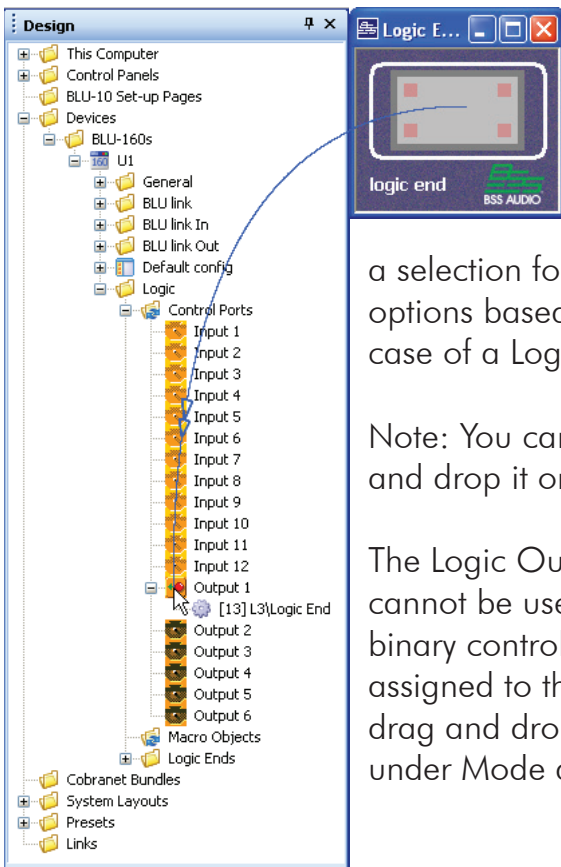 Design
This Computer
Control Panels
BLU-10 Set-up Pages
Devices
BLU-160s
160 U1
General
BLU link
BLU link In
BLU link Out
Default config
Logic
Control Ports
Input 1
Input 2
Input 3
Input 4
Input 5
Input 6
Input 7
Input 8
Input 9
Input 10
Input 11
Input 12
Output 1
[13] L3\Logic End
Output 2
Output 3
Output 4
Output 5
Output 6
Macro Objects
Logic Ends
Cobranet Bundles
System Layouts
Presets
Links
Logic E...
logic end
BSS AUDIO
a selection fo
options based
case of a Log
Note: You car
and drop it or
The Logic Ou
cannot be use
binary control
assigned to th
drag and dro
under Mode